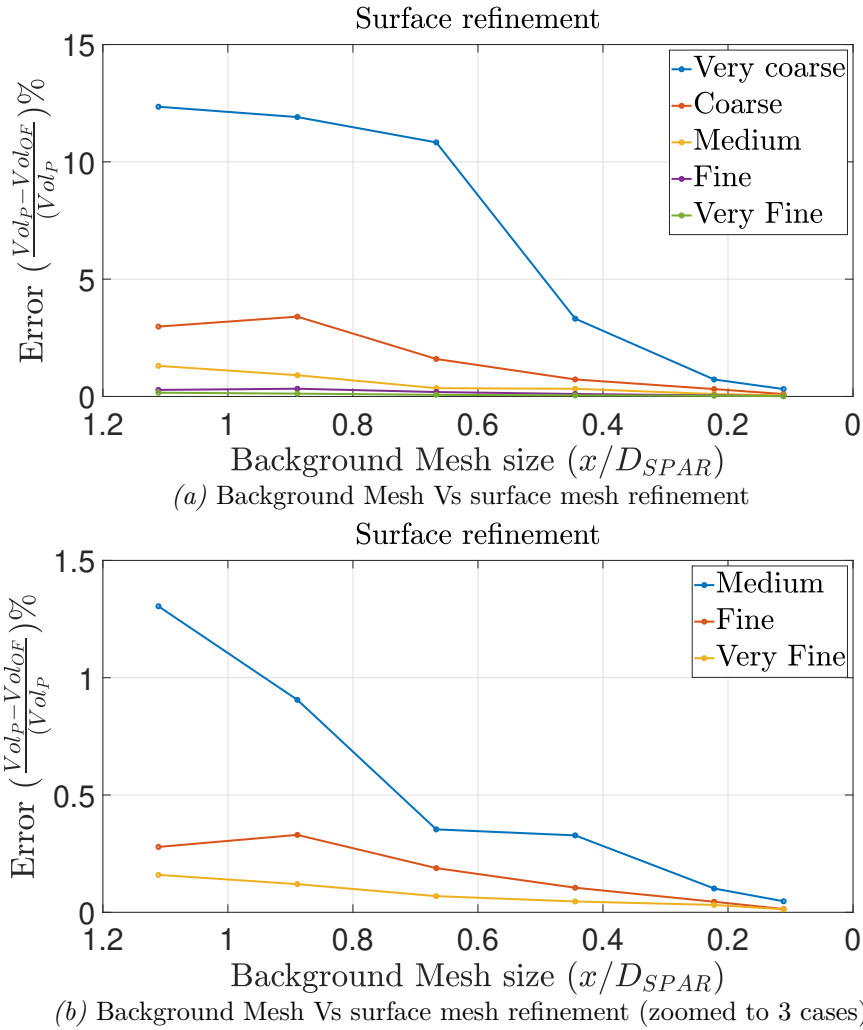 Surface refinement
15
10
5
0
Error (Vol_P−Vol_OF / (Vol_P)%
Very coarse
Coarse
Medium
Fine
Very Fine
1.2 1 0.8 0.6 0.4 0.2 0
Background Mesh size (x/D_SPAR)
(a) Background Mesh Vs surface mesh refinement
Surface refinement
1.5
1
0.5
0
Error (Vol_P−Vol_OF / (Vol_P)%
Medium
Fine
Very Fine
1.2 1 0.8 0.6 0.4 0.2 0
Background Mesh size (x/D_SPAR)
(b) Background Mesh Vs surface mesh refinement (zoomed to 3 cases)